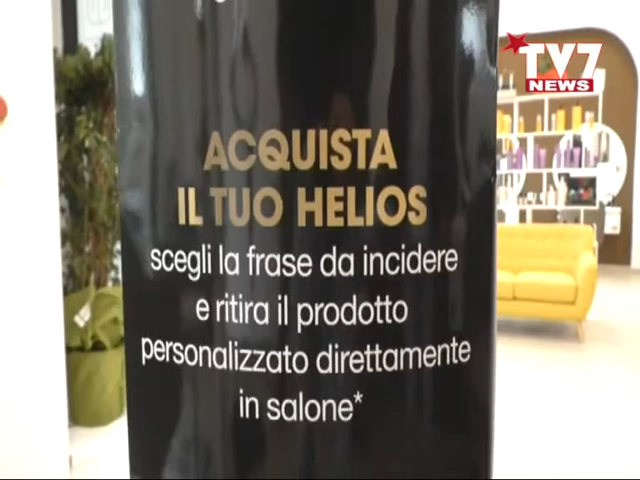 TV7
NEWS
ACQUISTA
IL TUO HELIOS
scegli la frase da incidere
e ritira il prodotto
personalizzato direttamente
in salone*